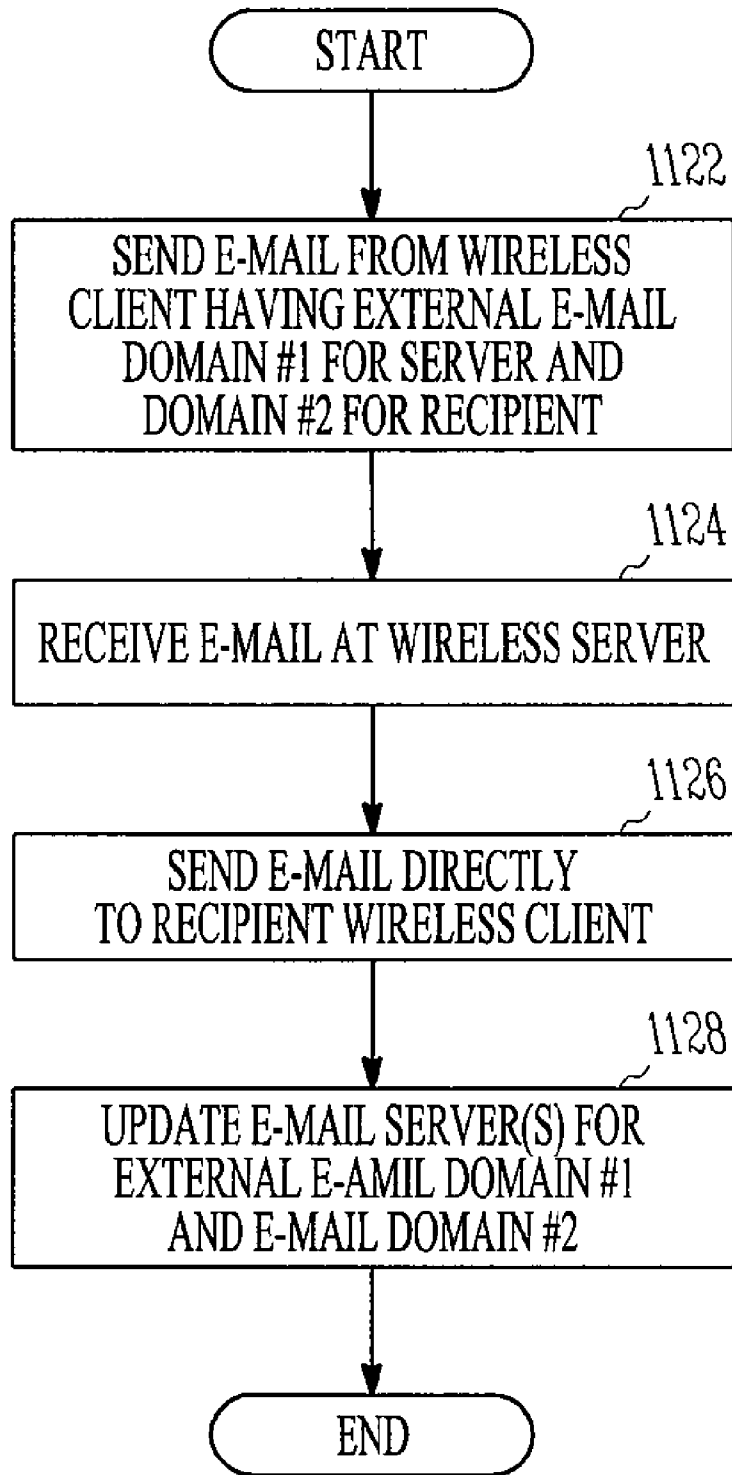 START
1122
SEND E-MAIL FROM WIRELESS
CLIENT HAVING EXTERNAL E-MAIL
DOMAIN #1 FOR SERVER AND
DOMAIN #2 FOR RECIPIENT
1124
RECEIVE E-MAIL AT WIRELESS SERVER
1126
SEND E-MAIL DIRECTLY
TO RECIPIENT WIRELESS CLIENT
1128
UPDATE E-MAIL SERVER(S) FOR
EXTERNAL E-AMIL DOMAIN #1
AND E-MAIL DOMAIN #2
END